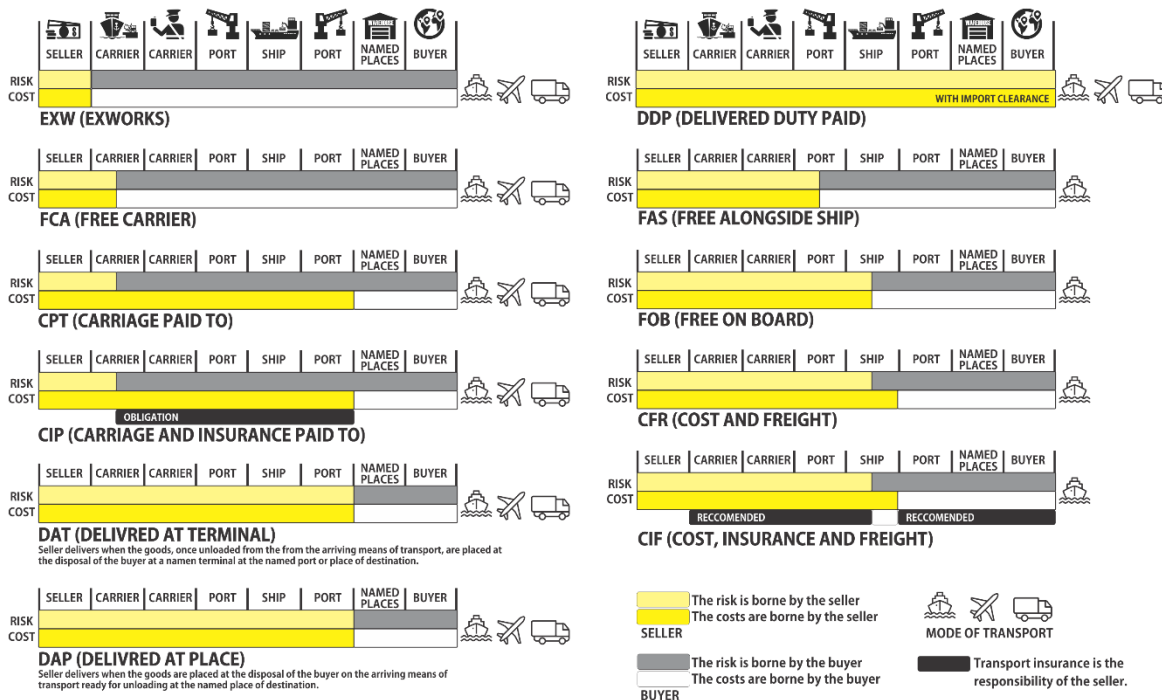 SELLER CARRIER CARRIER PORT SHIP PORT NAMED PLACES BUYER
RISK
COST
EXW (EXWORKS)
SELLER CARRIER CARRIER PORT SHIP PORT NAMED PLACES BUYER
RISK
COST
FCA (FREE CARRIER)
SELLER CARRIER CARRIER PORT SHIP PORT NAMED PLACES BUYER
RISK
COST
CPT (CARRIAGE PAID TO)
SELLER CARRIER CARRIER PORT SHIP PORT NAMED PLACES BUYER
RISK
COST
OBLIGATION
CIP (CARRIAGE AND INSURANCE PAID TO)
SELLER CARRIER CARRIER PORT SHIP PORT NAMED PLACES BUYER
RISK
COST
DAT (DELIVRED AT TERMINAL)
Seller delivers when the goods, once unloaded from the from the arriving means of transport, are placed at
the disposal of the buyer at a namen terminal at the named port or place of destination.
SELLER CARRIER CARRIER PORT SHIP PORT NAMED PLACES BUYER
RISK
COST
DAP (DELIVRED AT PLACE)
Seller delivers when the goods are placed at the disposal of the buyer on the arriving means of
transport ready for unloading at the named place of destination.
WAREHOUSE
SELLER CARRIER CARRIER PORT SHIP PORT NAMED PLACES BUYER
RISK
COST
WITH IMPORT CLEARANCE
DDP (DELIVERED DUTY PAID)
SELLER CARRIER CARRIER PORT SHIP PORT NAMED PLACES BUYER
RISK
COST
FAS (FREE ALONGSIDE SHIP)
SELLER CARRIER CARRIER PORT SHIP PORT NAMED PLACES BUYER
RISK
COST
FOB (FREE ON BOARD)
SELLER CARRIER CARRIER PORT SHIP PORT NAMED PLACES BUYER
RISK
COST
CFR (COST AND FREIGHT)
SELLER CARRIER CARRIER PORT SHIP PORT NAMED PLACES BUYER
RISK
COST
RECCOMENDED RECCOMENDED
CIF (COST, INSURANCE AND FREIGHT)
The risk is borne by the seller
The costs are borne by the seller
SELLER
The risk is borne by the buyer
The costs are borne by the buyer
BUYER
MODE OF TRANSPORT
Transport insurance is the
responsibility of the seller.